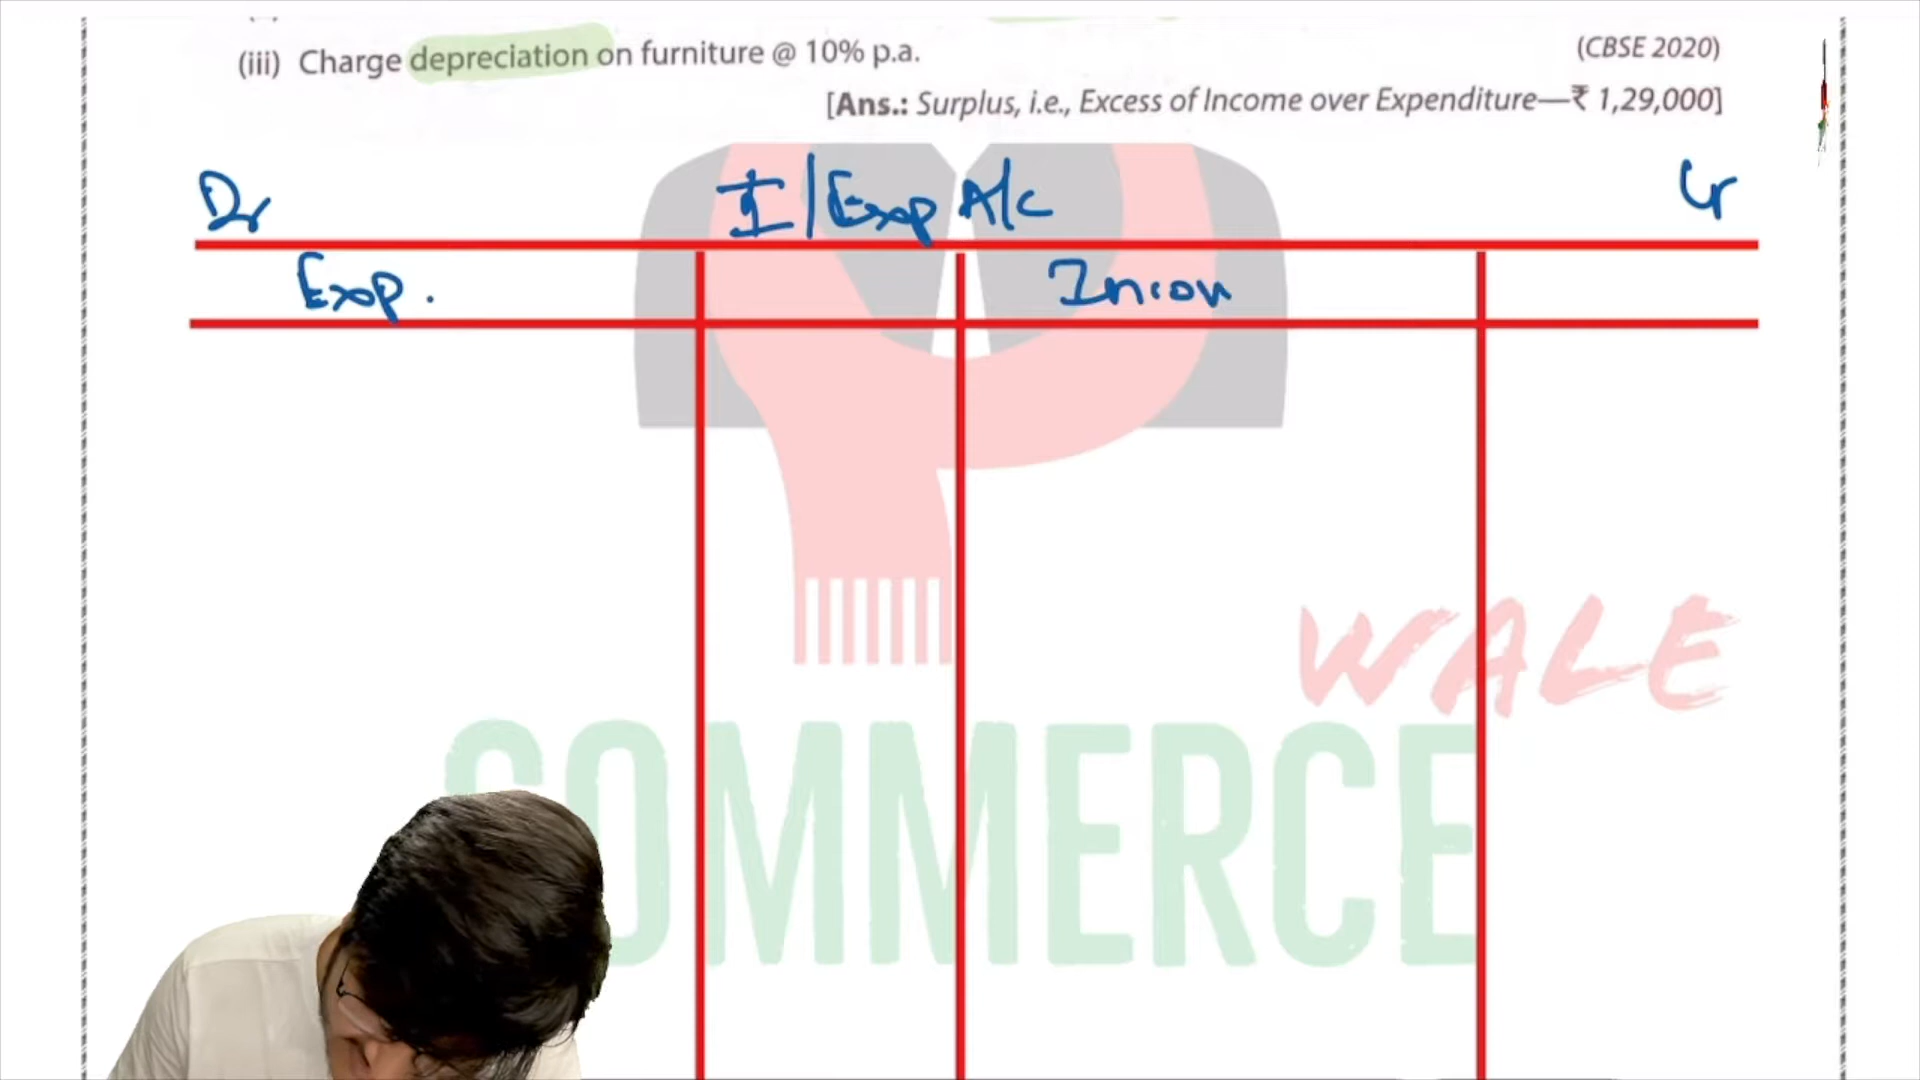 (iii) Charge depreciation on furniture @ 10% p.a.
(CBSE 2020)
[Ans.: Surplus, i.e., Excess of Income over Expenditure—₹ 1,29,000]
Dr I/Exp A/c Cr
Exp. Incom
WALE
COMMERCE